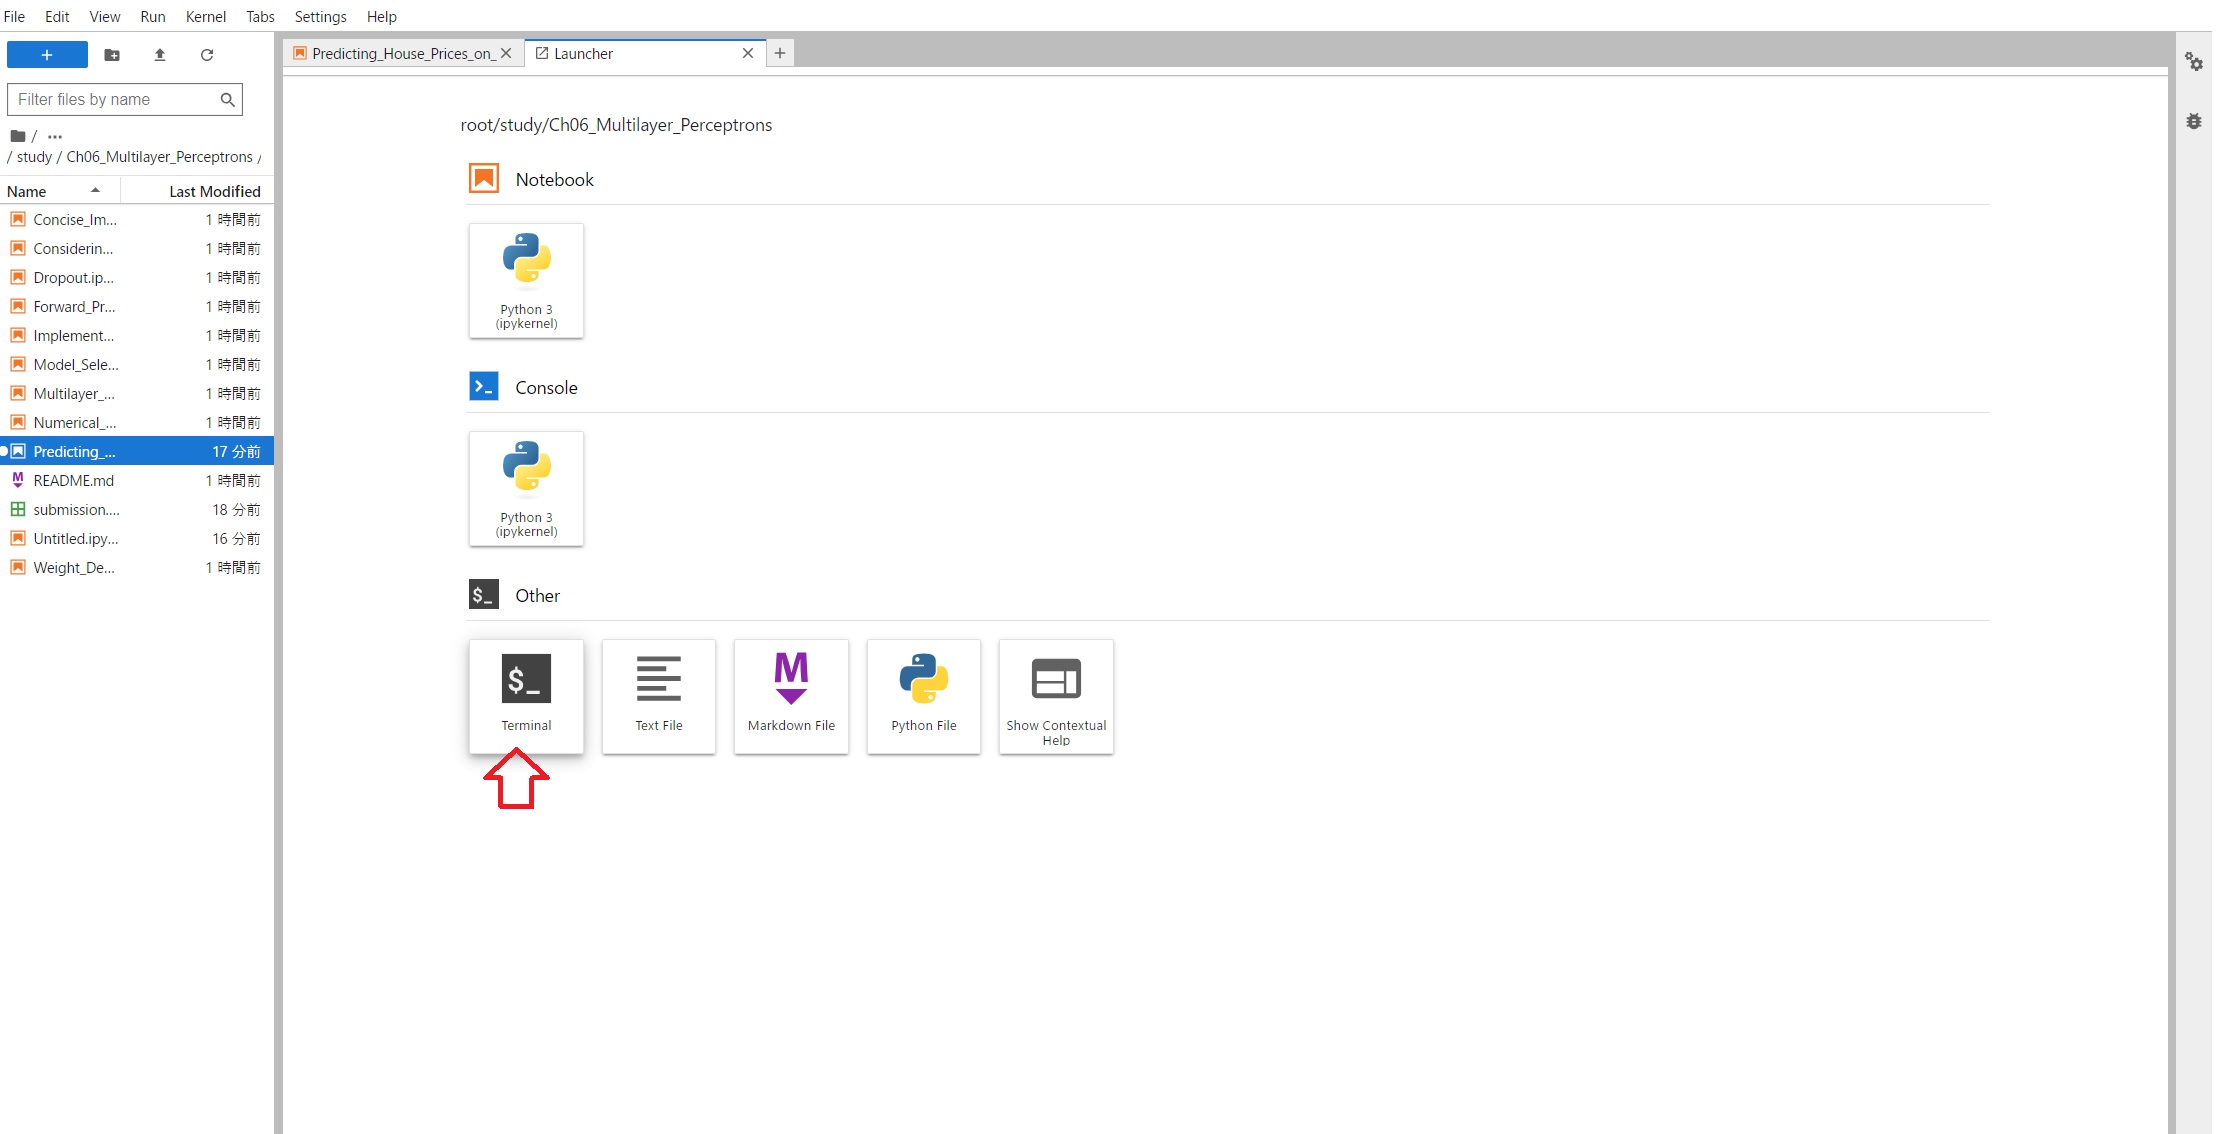 File Edit View Run Kernel Tabs Settings Help
Predicting_House_Prices_on_
Launcher
Filter files by name
/ ...
/ study / Ch06_Multilayer_Perceptrons /
Name Last Modified
Concise_Im... 1 時間前
Considerin... 1 時間前
Dropout.ip... 1 時間前
Forward_Pr... 1 時間前
Implement... 1 時間前
Model_Sele... 1 時間前
Multilayer_... 1 時間前
Numerical_... 1 時間前
Predicting_... 17 分前
README.md 1 時間前
submission.... 18 分前
Untitled.ipy... 16 分前
Weight_De... 1 時間前
root/study/Ch06_Multilayer_Perceptrons
Notebook
Python 3
(ipykernel)
Console
Python 3
(ipykernel)
$_ Other
$_
Terminal
Text File
Markdown File
Python File
Show Contextual
Help